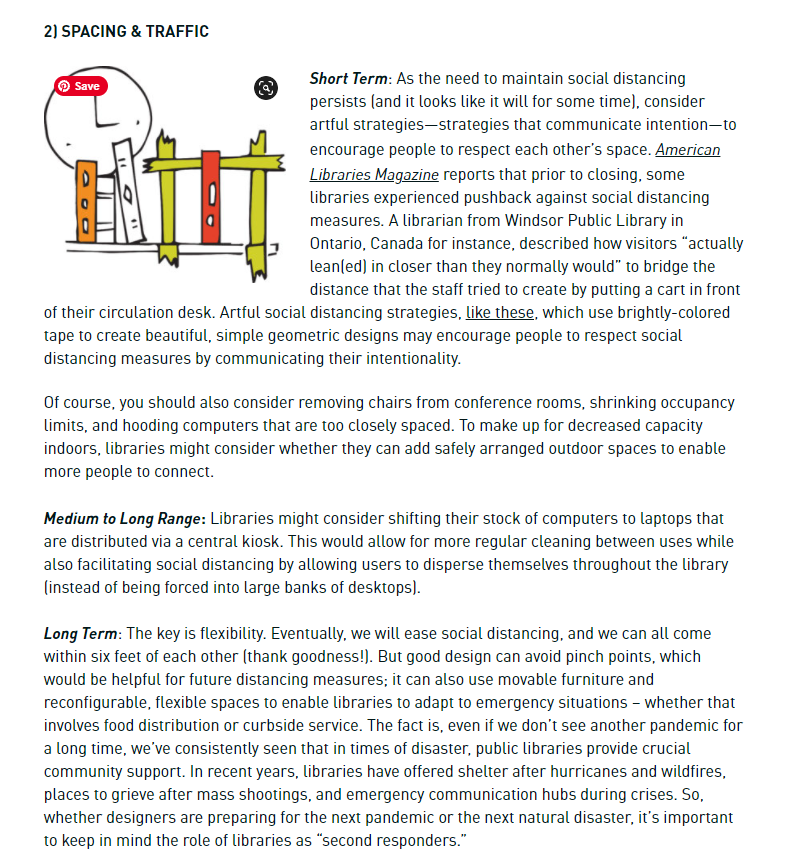 2) SPACING & TRAFFIC
Save
Short Term: As the need to maintain social distancing
persists (and it looks like it will for some time), consider
artful strategies—strategies that communicate intention—to
encourage people to respect each other’s space. American
Libraries Magazine reports that prior to closing, some
libraries experienced pushback against social distancing
measures. A librarian from Windsor Public Library in
Ontario, Canada for instance, described how visitors “actually
lean(ed) in closer than they normally would” to bridge the
distance that the staff tried to create by putting a cart in front
of their circulation desk. Artful social distancing strategies, like these, which use brightly-colored
tape to create beautiful, simple geometric designs may encourage people to respect social
distancing measures by communicating their intentionality.
Of course, you should also consider removing chairs from conference rooms, shrinking occupancy
limits, and hooding computers that are too closely spaced. To make up for decreased capacity
indoors, libraries might consider whether they can add safely arranged outdoor spaces to enable
more people to connect.
Medium to Long Range: Libraries might consider shifting their stock of computers to laptops that
are distributed via a central kiosk. This would allow for more regular cleaning between uses while
also facilitating social distancing by allowing users to disperse themselves throughout the library
(instead of being forced into large banks of desktops).
Long Term: The key is flexibility. Eventually, we will ease social distancing, and we can all come
within six feet of each other (thank goodness!). But good design can avoid pinch points, which
would be helpful for future distancing measures; it can also use movable furniture and
reconfigurable, flexible spaces to enable libraries to adapt to emergency situations – whether that
involves food distribution or curbside service. The fact is, even if we don’t see another pandemic for
a long time, we’ve consistently seen that in times of disaster, public libraries provide crucial
community support. In recent years, libraries have offered shelter after hurricanes and wildfires,
places to grieve after mass shootings, and emergency communication hubs during crises. So,
whether designers are preparing for the next pandemic or the next natural disaster, it’s important
to keep in mind the role of libraries as “second responders.”